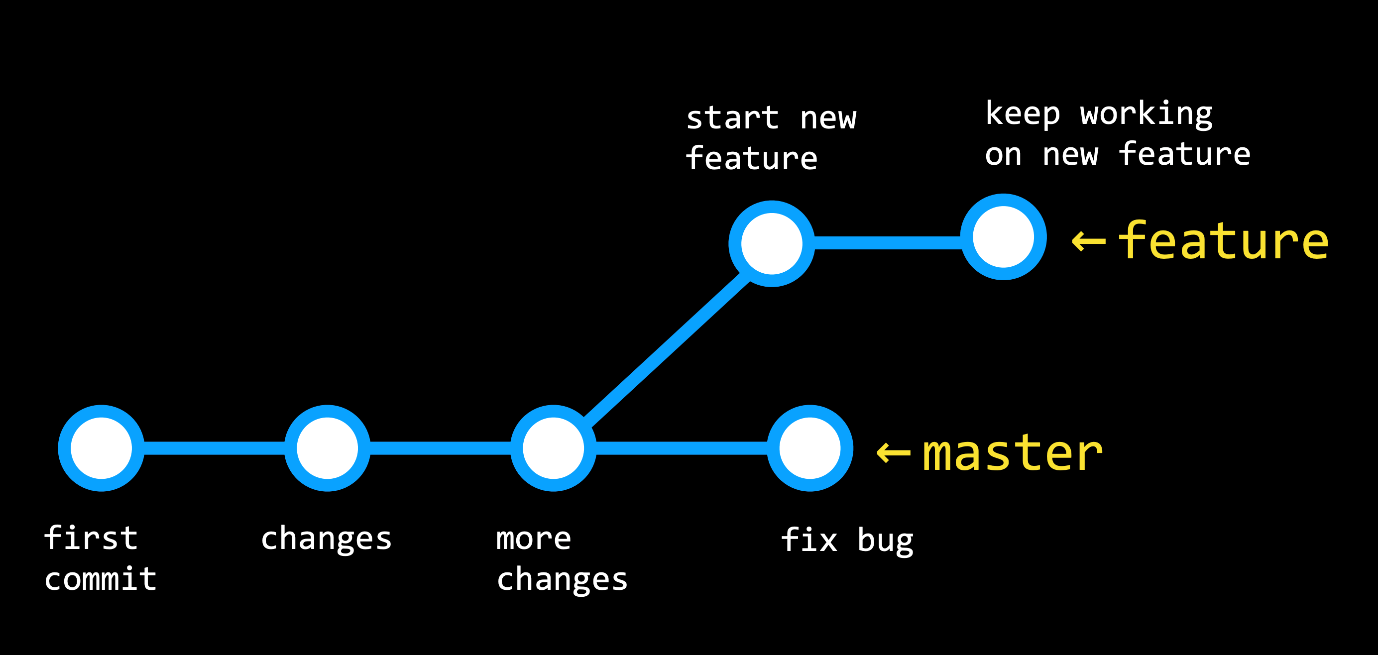 start new
feature
keep working
on new feature
←feature
←master
first
commit
changes
more
changes
fix bug